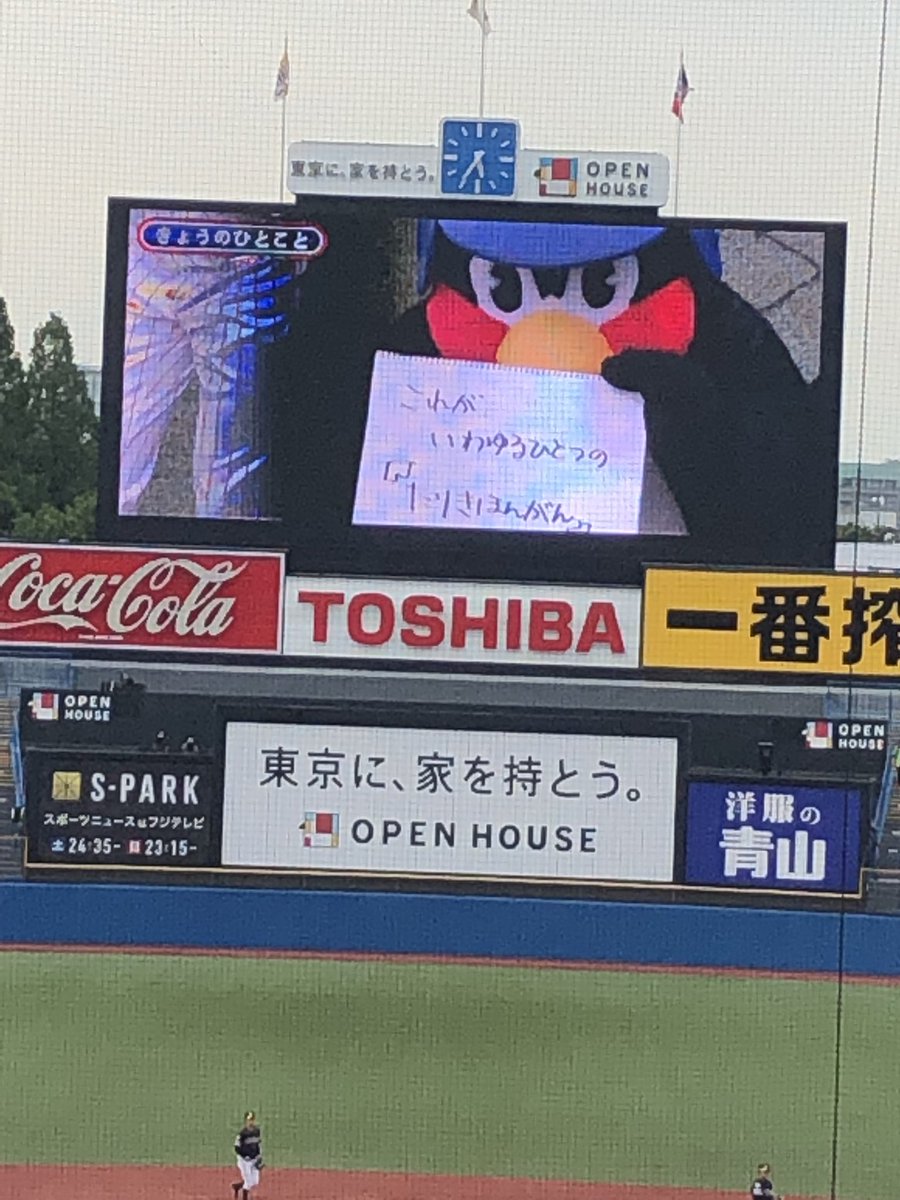 東京に、家を持とう。
OPEN
HOUSE
きょうのひとこと
これが
いわゆるひとつの
『トリきほんがん』
Coca-Cola
TOSHIBA
一番搾
OPEN
HOUSE
OPEN
HOUSE
S-PARK
スポーツニュースはフジテレビ
土 24:35~ 日 23:15~
東京に、家を持とう。
OPEN HOUSE
洋服の
青山